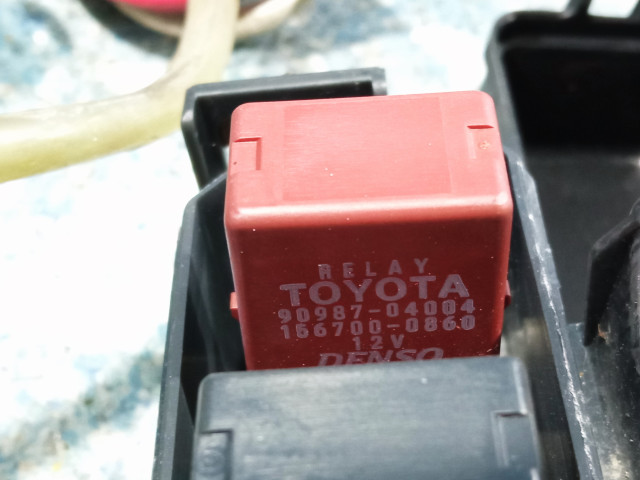 RELAY
TOYOTA
90987-04004
156700-0860
12V
DENSO